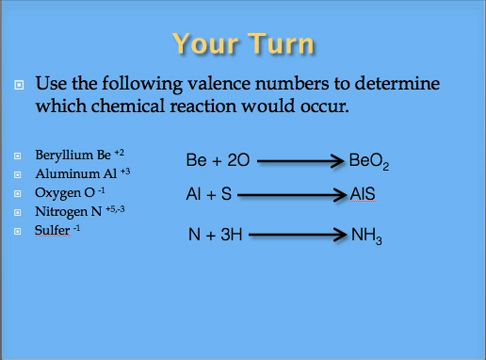 Your Turn
Use the following valence numbers to determine
which chemical reaction would occur.
Beryllium Be ⁺²
Aluminum Al ⁺³
Oxygen O ⁻¹
Nitrogen N ⁺⁵,⁻³
Sulfer ⁻¹
Be + 2O → BeO₂
Al + S → AlS
N + 3H → NH₃